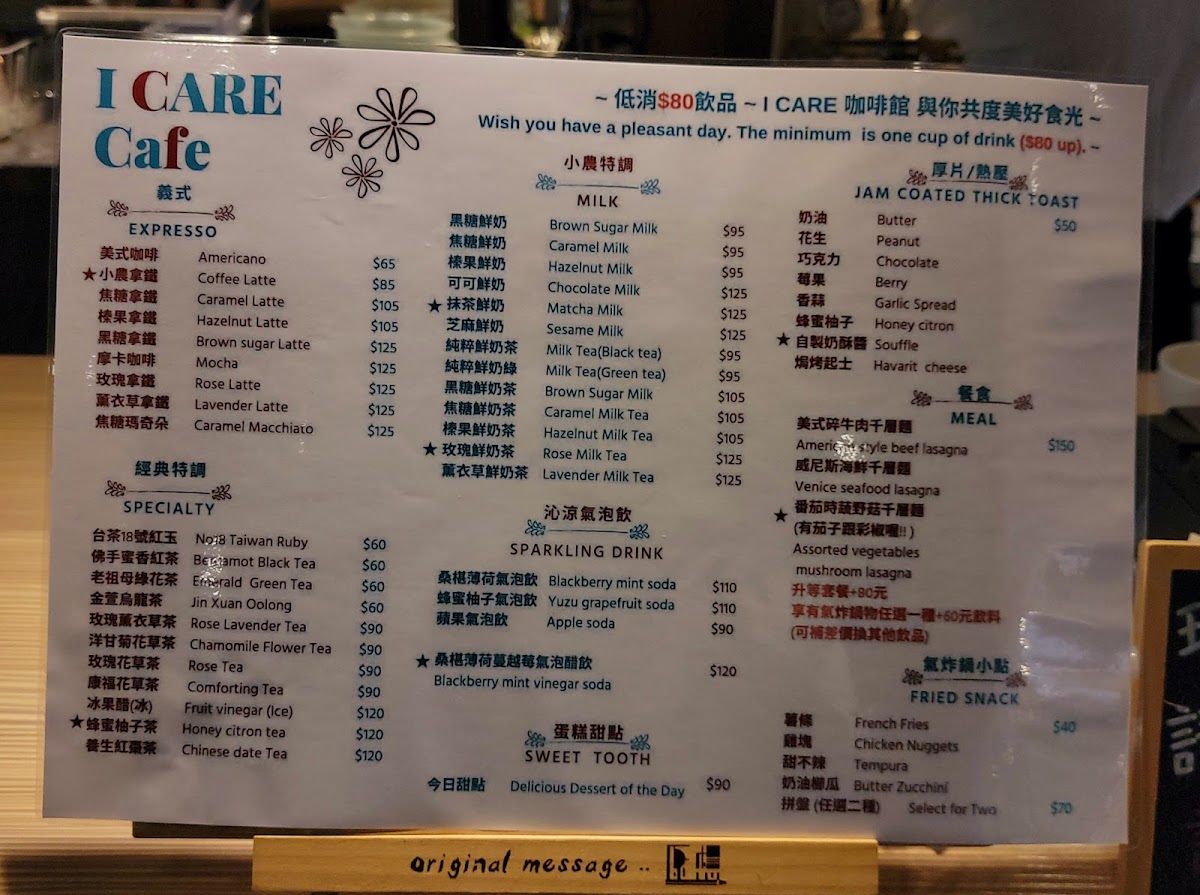 I CARE
Cafe
~ 低消$80飲品 ~ I CARE 咖啡館 與你共度美好食光 ~
Wish you have a pleasant day. The minimum is one cup of drink ($80 up). ~
義式
EXPRESSO
美式咖啡 Americano $65
★小農拿鐵 Coffee Latte $85
焦糖拿鐵 Caramel Latte $105
榛果拿鐵 Hazelnut Latte $105
黑糖拿鐵 Brown sugar Latte $125
摩卡咖啡 Mocha $125
玫瑰拿鐵 Rose Latte $125
薰衣草拿鐵 Lavender Latte $125
焦糖瑪奇朵 Caramel Macchiato $125
經典特調
SPECIALTY
台茶18號紅玉 No18 Taiwan Ruby $60
佛手蜜香紅茶 Bergamot Black Tea $60
老祖母綠花茶 Emerald Green Tea $60
金萱烏龍茶 Jin Xuan Oolong $60
玫瑰薰衣草茶 Rose Lavender Tea $90
洋甘菊花草茶 Chamomile Flower Tea $90
玫瑰花草茶 Rose Tea $90
康福花草茶 Comforting Tea $90
冰果醋(冰) Fruit vinegar (Ice) $120
★蜂蜜柚子茶 Honey citron tea $120
養生紅棗茶 Chinese date Tea $120
小農特調
MILK
黑糖鮮奶 Brown Sugar Milk $95
焦糖鮮奶 Caramel Milk $95
榛果鮮奶 Hazelnut Milk $95
可可鮮奶 Chocolate Milk $125
★ 抹茶鮮奶 Matcha Milk $125
芝麻鮮奶 Sesame Milk $125
純粹鮮奶茶 Milk Tea(Black tea) $95
純粹鮮奶綠 Milk Tea(Green tea) $95
黑糖鮮奶茶 Brown Sugar Milk $105
焦糖鮮奶茶 Caramel Milk Tea $105
榛果鮮奶茶 Hazelnut Milk Tea $105
★ 玫瑰鮮奶茶 Rose Milk Tea $125
薰衣草鮮奶茶 Lavender Milk Tea $125
沁涼氣泡飲
SPARKLING DRINK
桑椹薄荷氣泡飲 Blackberry mint soda $110
蜂蜜柚子氣泡飲 Yuzu grapefruit soda $110
蘋果氣泡飲 Apple soda $90
★ 桑椹薄荷蔓越莓氣泡醋飲 $120
Blackberry mint vinegar soda
蛋糕甜點
SWEET TOOTH
今日甜點 Delicious Dessert of the Day $90
厚片/熱壓
JAM COATED THICK TOAST
奶油 Butter $50
花生 Peanut
巧克力 Chocolate
莓果 Berry
香蒜 Garlic Spread
蜂蜜柚子 Honey citron
★ 自製奶酥醬 Souffle
焗烤起士 Havarit cheese
餐食
MEAL
美式碎牛肉千層麵
American style beef lasagna $150
威尼斯海鮮千層麵
Venice seafood lasagna
★ 番茄時蔬野菇千層麵
(有茄子跟彩椒喔!! )
Assorted vegetables
mushroom lasagna
升等套餐+80元
享有氣炸鍋物任選一種+60元飲料
(可補差價換其他飲品)
氣炸鍋小點
FRIED SNACK
薯條 French Fries $40
雞塊 Chicken Nuggets
甜不辣 Tempura
奶油櫛瓜 Butter Zucchini
拼盤 (任選二種) Select for Two $70
original message ..